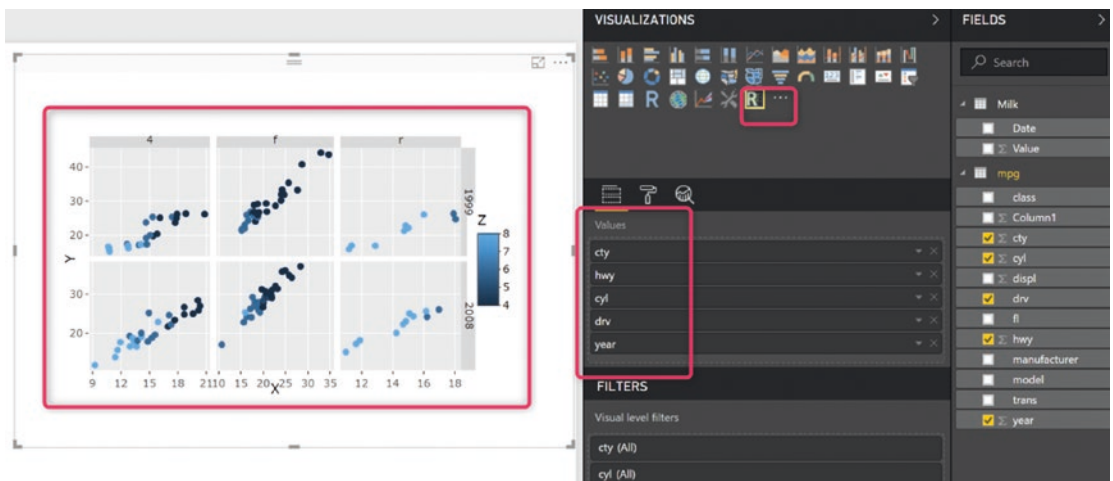 4 f r
40
30
20
1999
Y
30
20
2008
Z
8
7
6
5
4
9 12 15 18 21 10 15 20 25 30 35 12 14 16 18
X
VISUALIZATIONS
R
R
Values
cty
hwy
cyl
drv
year
FILTERS
Visual level filters
cty (All)
cyl (All)
FIELDS
Search
Milk
Date
Σ Value
mpg
class
Σ Column1
Σ cty
Σ cyl
Σ displ
drv
fl
Σ hwy
manufacturer
model
trans
Σ year